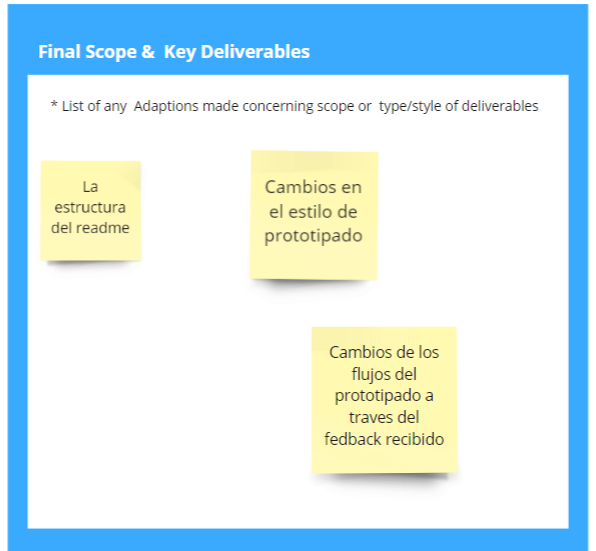 Final Scope & Key Deliverables
* List of any Adaptions made concerning scope or type/style of deliverables
La
estructura
del readme
Cambios en
el estilo de
prototipado
Cambios de los
flujos del
prototipado a
traves del
fedback recibido